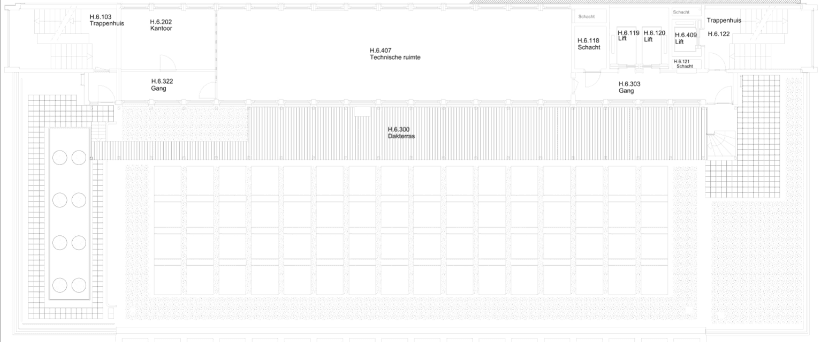 H.6.103
Trappenhuis
H.6.202
Kantoor
H.6.322
Gang
H.6.407
Technische ruimte
Schacht
H.6.118
Schacht
H.6.119
Lift
H.6.120
Lift
Schacht
H.6.409
Lift
H.6.121
Schacht
Trappenhuis
H.6.122
H.6.303
Gang
H.6.300
Dakterras